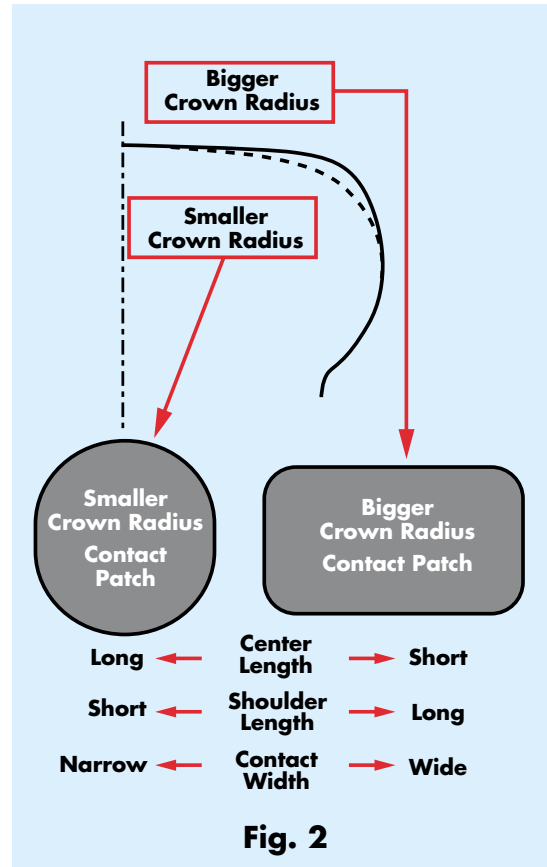 Bigger
Crown Radius
Smaller
Crown Radius
Smaller
Crown Radius
Contact
Patch
Bigger
Crown Radius
Contact Patch
Long
Center
Length
Short
Short
Shoulder
Length
Long
Narrow
Contact
Width
Wide
Fig. 2